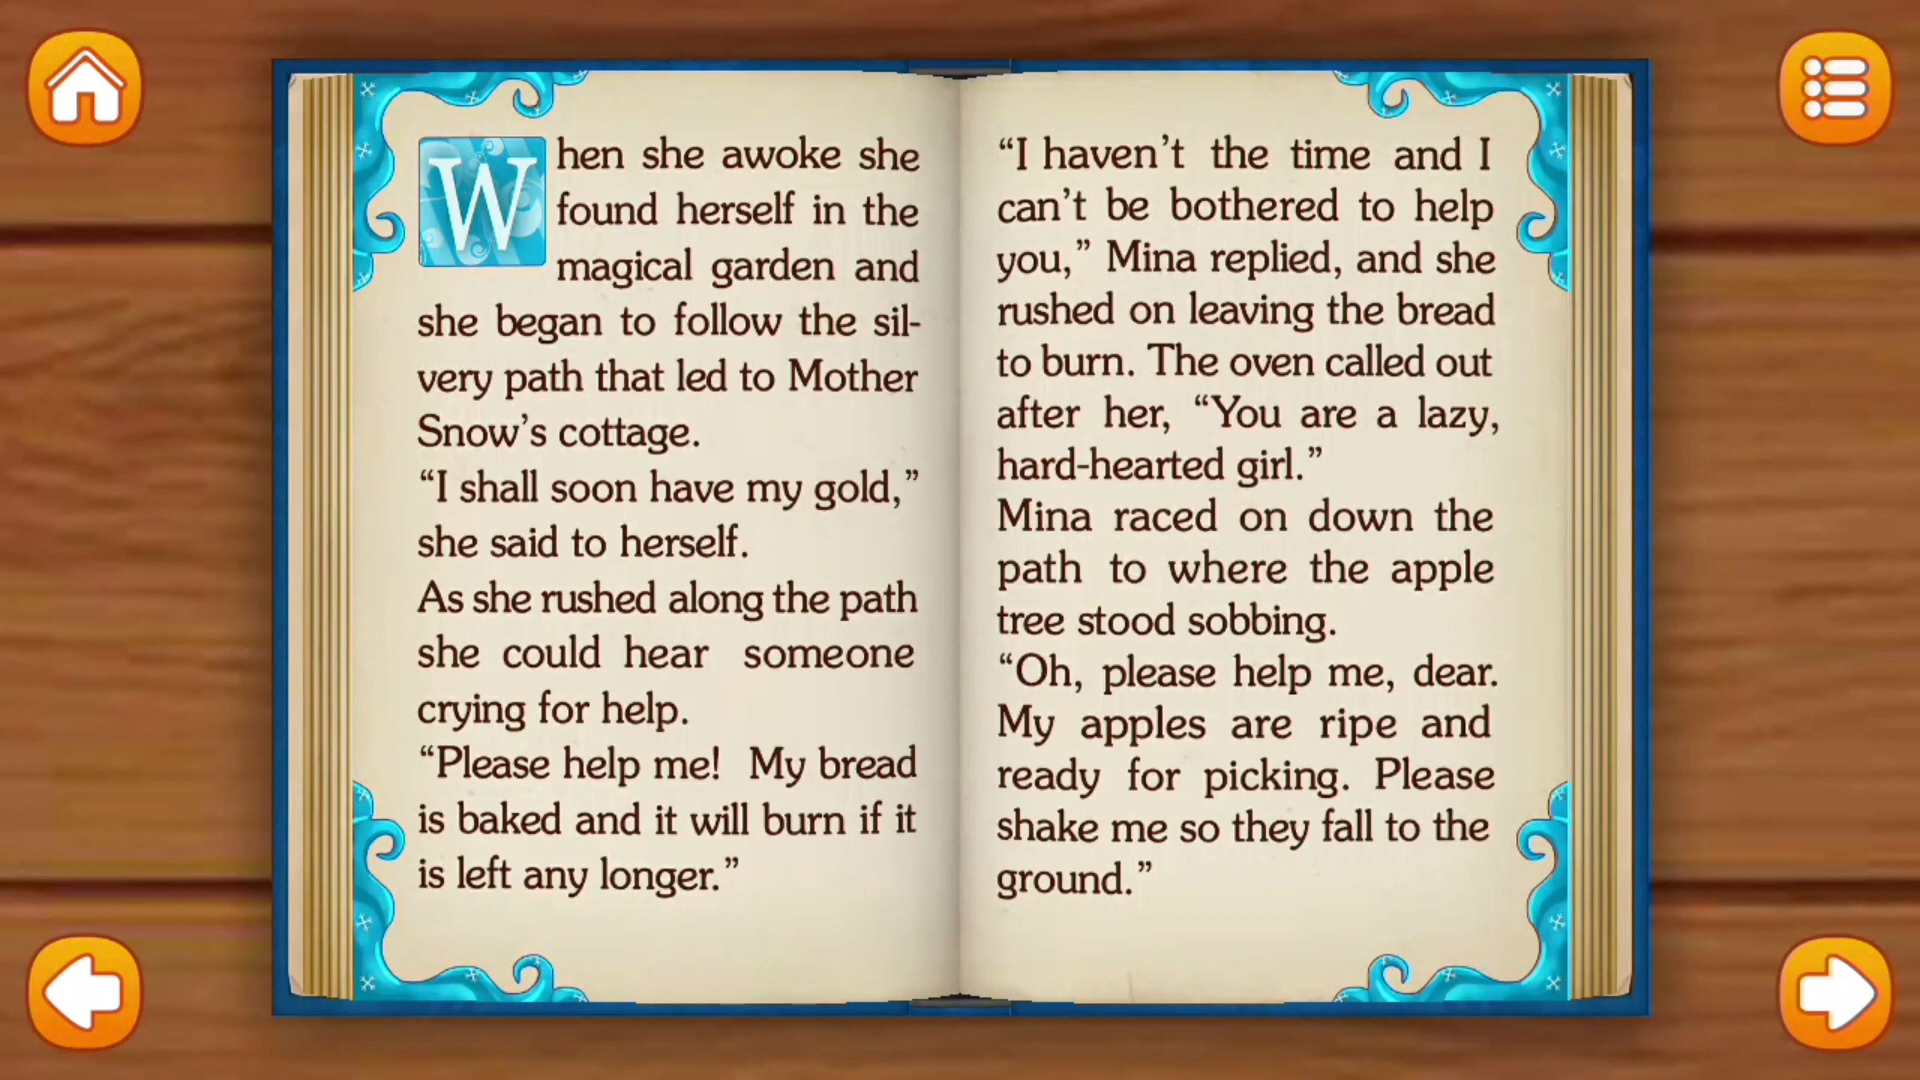 When she awoke she
found herself in the
magical garden and
she began to follow the sil-
very path that led to Mother
Snow’s cottage.
“I shall soon have my gold,”
she said to herself.
As she rushed along the path
she could hear someone
crying for help.
“Please help me! My bread
is baked and it will burn if it
is left any longer.”
“I haven’t the time and I
can’t be bothered to help
you,” Mina replied, and she
rushed on leaving the bread
to burn. The oven called out
after her, “You are a lazy,
hard-hearted girl.”
Mina raced on down the
path to where the apple
tree stood sobbing.
“Oh, please help me, dear.
My apples are ripe and
ready for picking. Please
shake me so they fall to the
ground.”